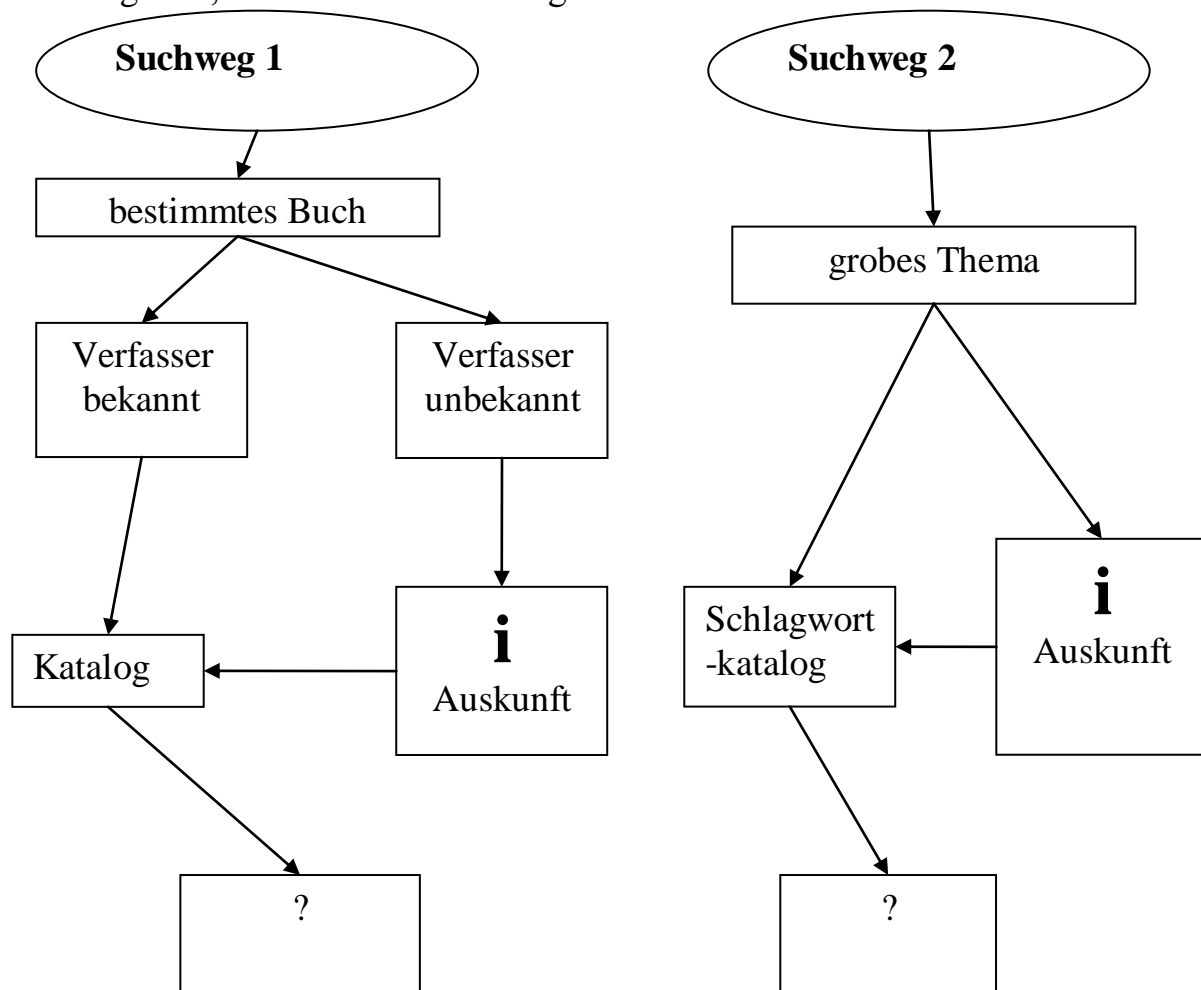 Suchweg 1
bestimmtes Buch
Verfasser
bekannt
Verfasser
unbekannt
Katalog
i
Auskunft
?
Suchweg 2
grobes Thema
Schlagwort
-katalog
i
Auskunft
?